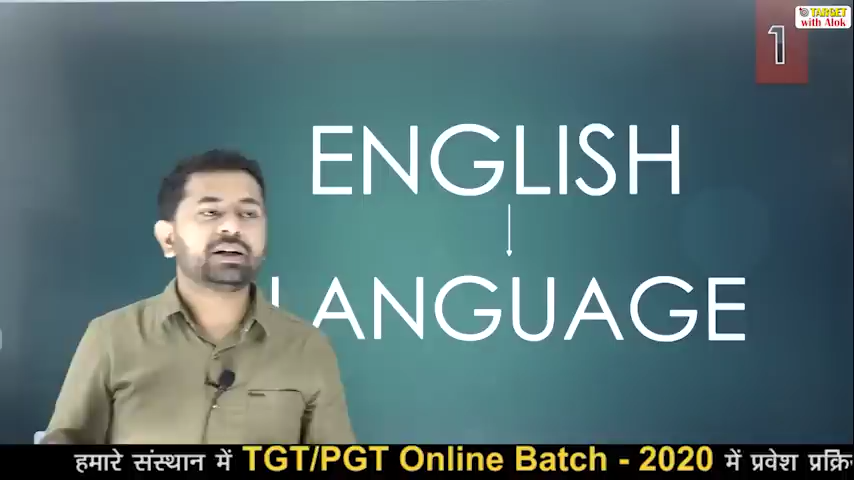 TARGET
with Alok
1
ENGLISH
LANGUAGE
हमारे संस्थान में TGT/PGT Online Batch - 2020 में प्रवेश